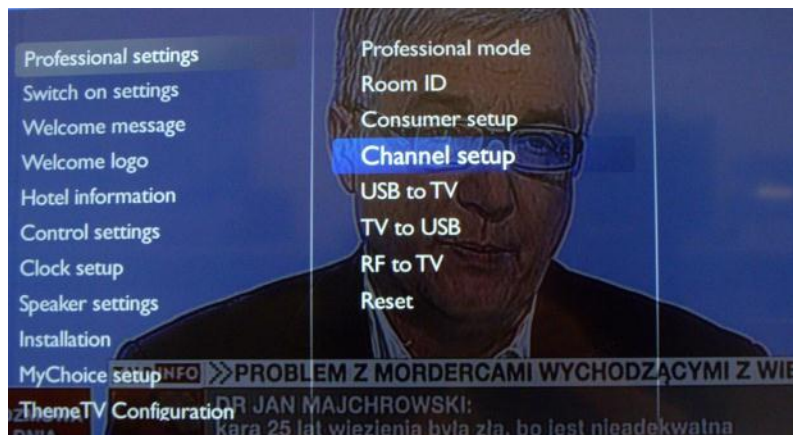 Professional settings
Switch on settings
Welcome message
Welcome logo
Hotel information
Control settings
Clock setup
Speaker settings
Installation
MyChoice setup
ThemeTV Configuration
Professional mode
Room ID
Consumer setup
Channel setup
USB to TV
TV to USB
RF to TV
Reset
INFO
PROBLEM Z MORDERCAMI WYCHODZĄCYMI Z
DR JAN MAJCHROWSKI:
kara 25 lat więzienia była zła, bo jest nieadekwatna